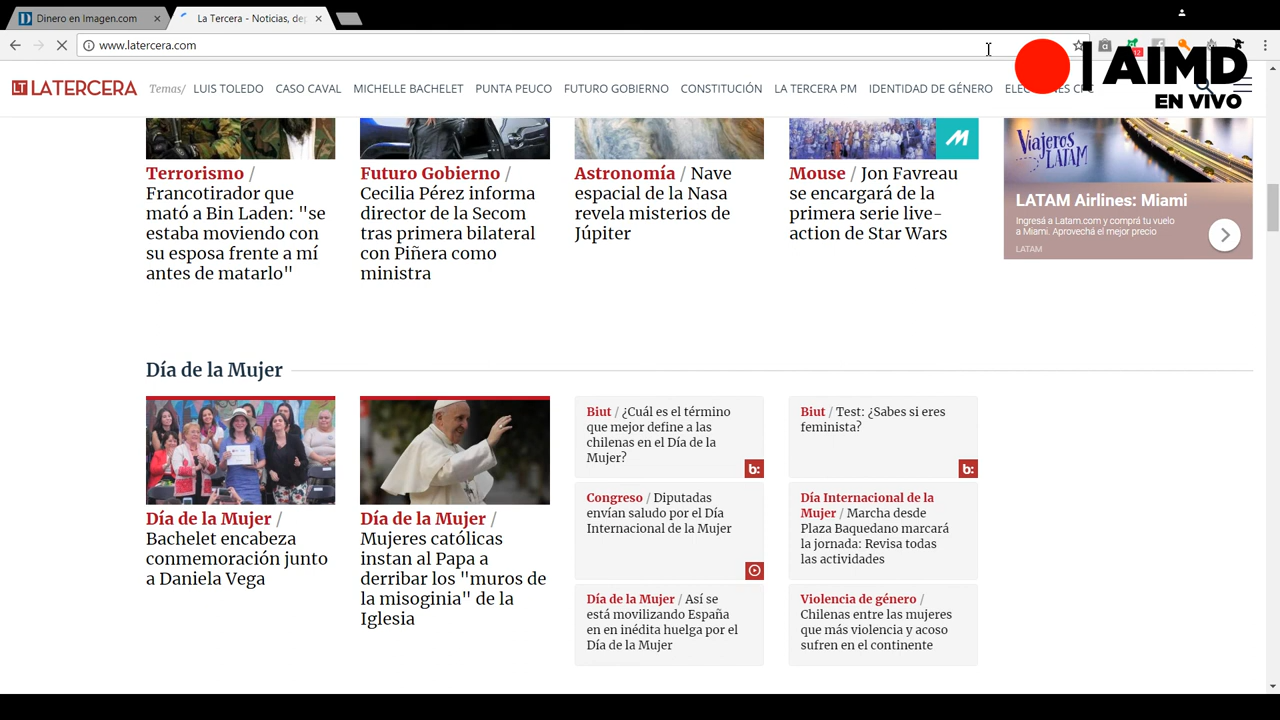 Dinero en Imagen.com
La Tercera - Noticias, de
www.latercera.com
LT LATERCERA
Temas/ LUIS TOLEDO CASO CAVAL MICHELLE BACHELET PUNTA PEUCO FUTURO GOBIERNO CONSTITUCIÓN LA TERCERA PM IDENTIDAD DE GÉNERO ELECCIONES CPC
12
| AIMD
EN VIVO
Terrorismo /
Francotirador que
mató a Bin Laden: "se
estaba moviendo con
su esposa frente a mí
antes de matarlo"
Futuro Gobierno /
Cecilia Pérez informa
director de la Secom
tras primera bilateral
con Piñera como
ministra
Astronomía / Nave
espacial de la Nasa
revela misterios de
Júpiter
M
Mouse / Jon Favreau
se encargará de la
primera serie live-
action de Star Wars
Viajeros
LATAM
LATAM Airlines: Miami
Ingresá a Latam.com y comprá tu vuelo
a Miami. Aprovechá el mejor precio
LATAM
Día de la Mujer
Día de la Mujer /
Bachelet encabeza
conmemoración junto
a Daniela Vega
Día de la Mujer /
Mujeres católicas
instan al Papa a
derribar los "muros de
la misoginia" de la
Iglesia
Biut / ¿Cuál es el término
que mejor define a las
chilenas en el Día de la
Mujer?
b:
Congreso / Diputadas
envían saludo por el Día
Internacional de la Mujer
Día de la Mujer / Así se
está movilizando España
en en inédita huelga por el
Día de la Mujer
Biut / Test: ¿Sabes si eres
feminista?
b:
Día Internacional de la
Mujer / Marcha desde
Plaza Baquedano marcará
la jornada: Revisa todas
las actividades
Violencia de género /
Chilenas entre las mujeres
que más violencia y acoso
sufren en el continente